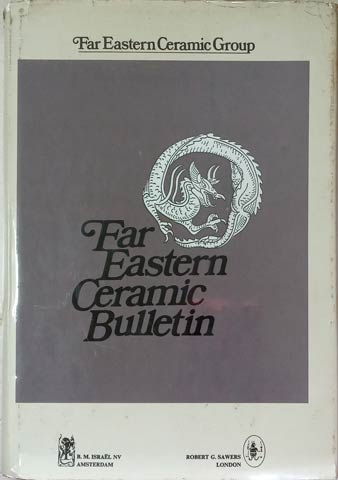 Far Eastern Ceramic Group
Far
Eastern
Ceramic
Bulletin
B. M. ISRAËL NV
AMSTERDAM
ROBERT G. SAWERS
LONDON